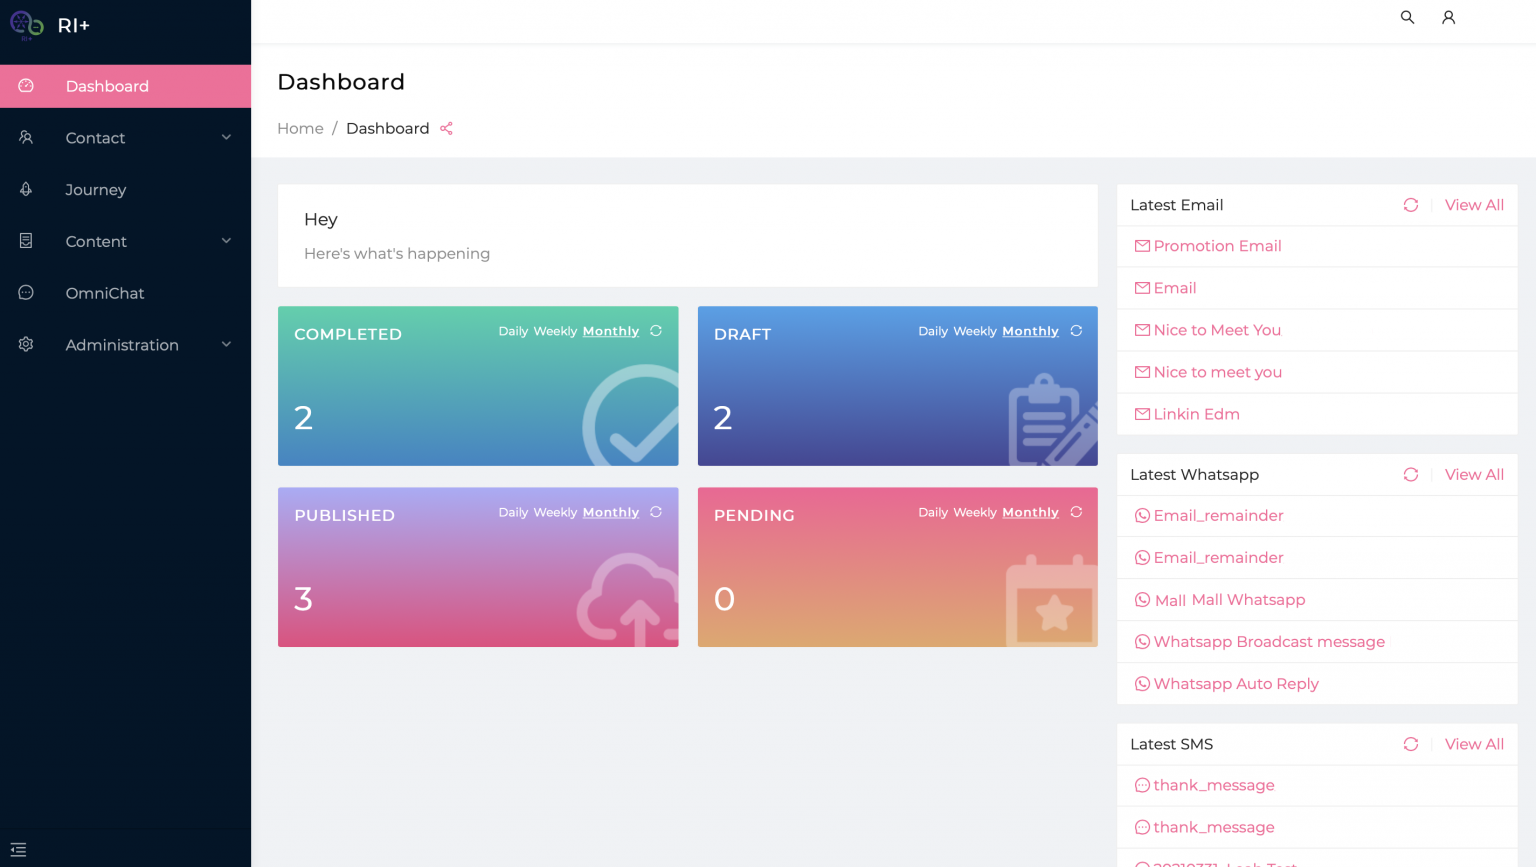 RI+
Dashboard
Contact
Journey
Content
OmniChat
Administration
Dashboard
Home / Dashboard
Hey
Here's what's happening
COMPLETED Daily Weekly Monthly
2
DRAFT Daily Weekly Monthly
2
PUBLISHED Daily Weekly Monthly
3
PENDING Daily Weekly Monthly
0
Latest Email View All
Promotion Email
Email
Nice to Meet You
Nice to meet you
Linkin Edm
Latest Whatsapp View All
Email_remainder
Email_remainder
Mall Mall Whatsapp
Whatsapp Broadcast message
Whatsapp Auto Reply
Latest SMS View All
thank_message
thank_message